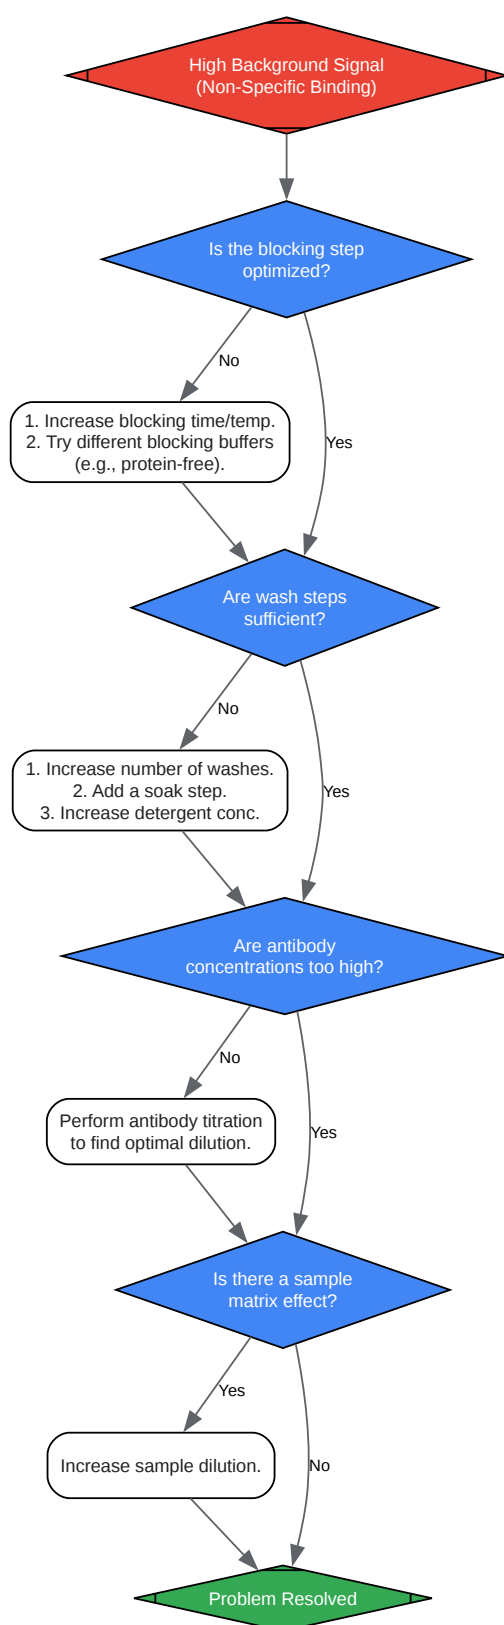 High Background Signal
(Non-Specific Binding)
Is the blocking step
optimized?
No
Yes
1. Increase blocking time/temp.
2. Try different blocking buffers
(e.g., protein-free).
Are wash steps
sufficient?
No
Yes
1. Increase number of washes.
2. Add a soak step.
3. Increase detergent conc.
Are antibody
concentrations too high?
No
Yes
Perform antibody titration
to find optimal dilution.
Is there a sample
matrix effect?
Yes
No
Increase sample dilution.
Problem Resolved